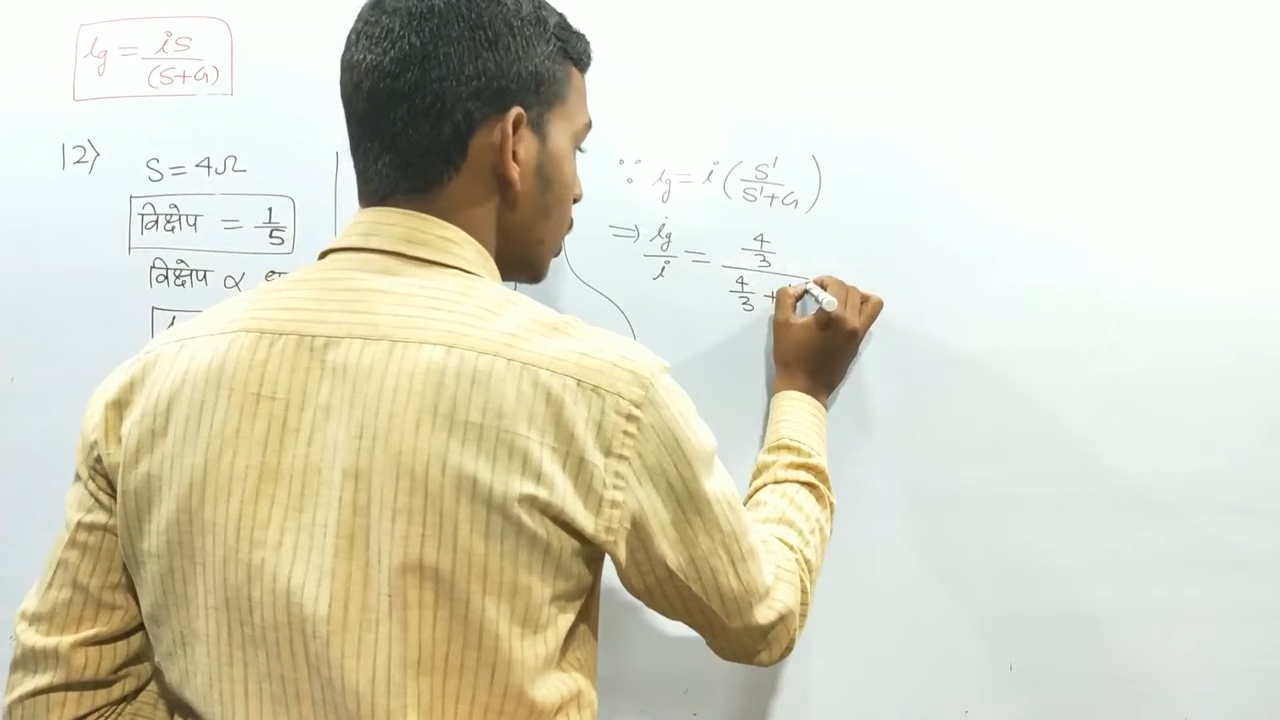 ig = iS/(S+G)
12)
S = 4Ω
विक्षेप = 1/5
विक्षेप ∝
∵ ig = i (S'/(S'+G))
⇒ ig/i = (4/3)/(4/3 +